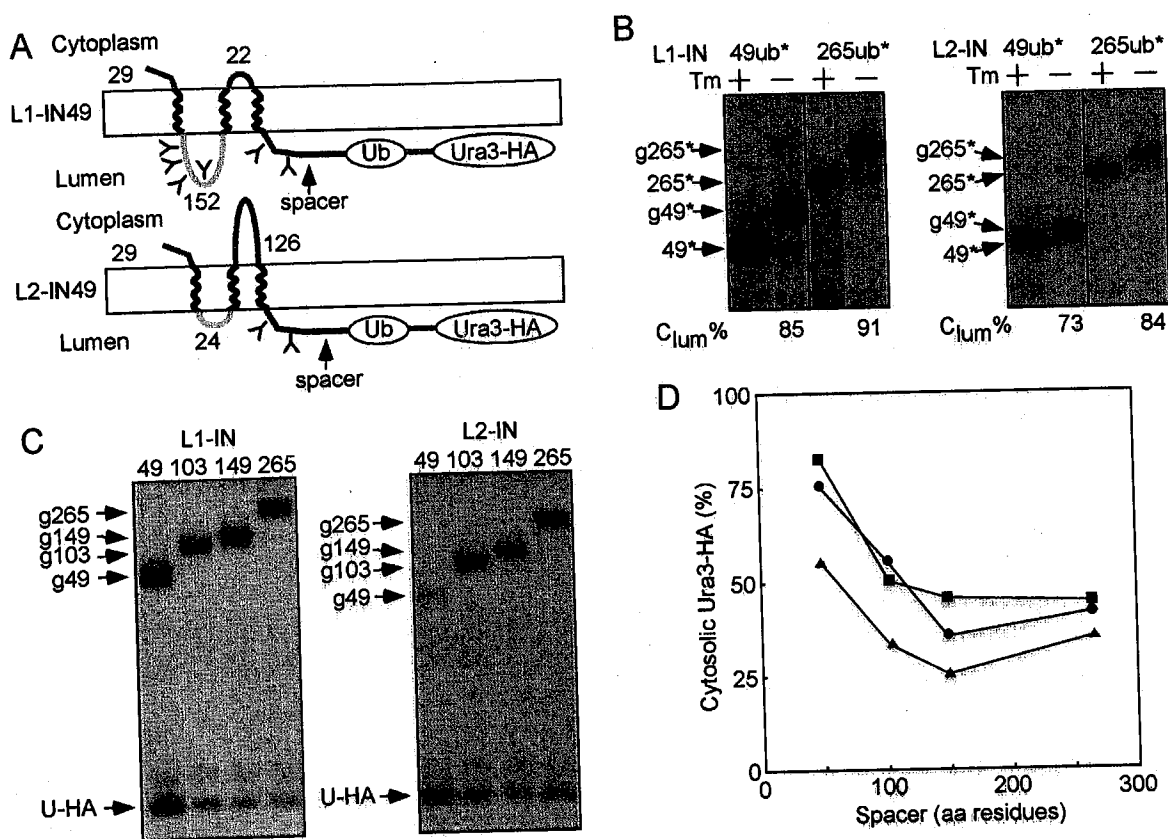 A
Cytoplasm
22
29
L1-IN49
Ub
Ura3-HA
Lumen
152
spacer
Cytoplasm
29
126
L2-IN49
Ub
Ura3-HA
Lumen
24
spacer
B
L1-IN 49ub* 265ub*
Tm + − + −
g265*
265*
g49*
49*
Clum% 85 91
L2-IN 49ub* 265ub*
Tm + − + −
g265*
265*
g49*
49*
Clum% 73 84
C
L1-IN
49 103 149 265
g265
g149
g103
g49
U-HA
L2-IN
49 103 149 265
g265
g149
g103
g49
U-HA
D
100
75
50
25
0
Cytosolic Ura3-HA (%)
0 100 200 300
Spacer (aa residues)